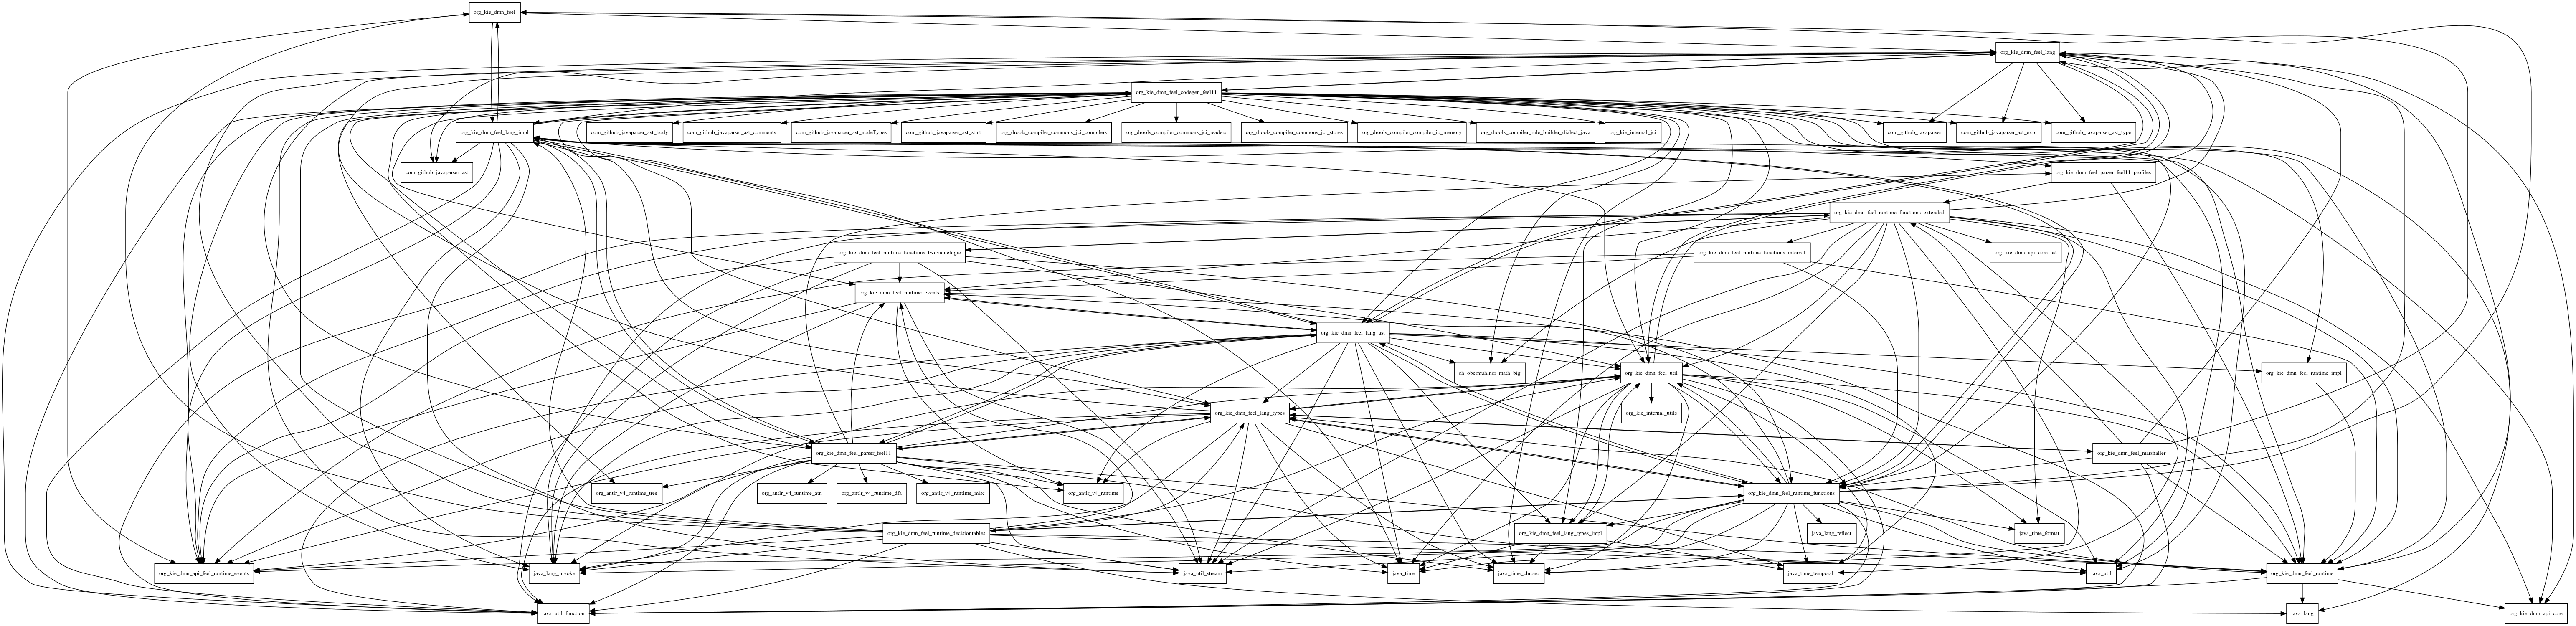 org_kie_dmn_feel
org_kie_dmn_feel_lang
org_kie_dmn_feel_codegen_feel11
org_kie_dmn_feel_lang_impl
com_github_javaparser_ast_body
com_github_javaparser_ast_comments
com_github_javaparser_ast_nodeTypes
com_github_javaparser_ast_stmt
org_drools_compiler_commons_jci_compilers
org_drools_compiler_commons_jci_readers
org_drools_compiler_commons_jci_stores
org_drools_compiler_compiler_io_memory
org_drools_compiler_rule_builder_dialect_java
org_kie_internal_jci
com_github_javaparser
com_github_javaparser_ast_expr
com_github_javaparser_ast_type
com_github_javaparser_ast
org_kie_dmn_feel_parser_feel11_profiles
org_kie_dmn_feel_runtime_functions_extended
org_kie_dmn_feel_runtime_functions_twovaluelogic
org_kie_dmn_feel_runtime_functions_interval
org_kie_dmn_api_core_ast
org_kie_dmn_feel_runtime_events
org_kie_dmn_feel_lang_ast
ch_obermuhlner_math_big
org_kie_dmn_feel_util
org_kie_dmn_feel_runtime_impl
org_kie_dmn_feel_lang_types
org_kie_internal_utils
org_kie_dmn_feel_parser_feel11
org_kie_dmn_feel_marshaller
org_antlr_v4_runtime_tree
org_antlr_v4_runtime_atn
org_antlr_v4_runtime_dfa
org_antlr_v4_runtime_misc
org_antlr_v4_runtime
org_kie_dmn_feel_runtime_functions
org_kie_dmn_feel_runtime_decisiontables
org_kie_dmn_feel_lang_types_impl
java_lang_reflect
java_time_format
org_kie_dmn_api_feel_runtime_events
java_lang_invoke
java_util_stream
java_time
java_time_chrono
java_time_temporal
java_util
org_kie_dmn_feel_runtime
java_util_function
java_lang
org_kie_dmn_api_core